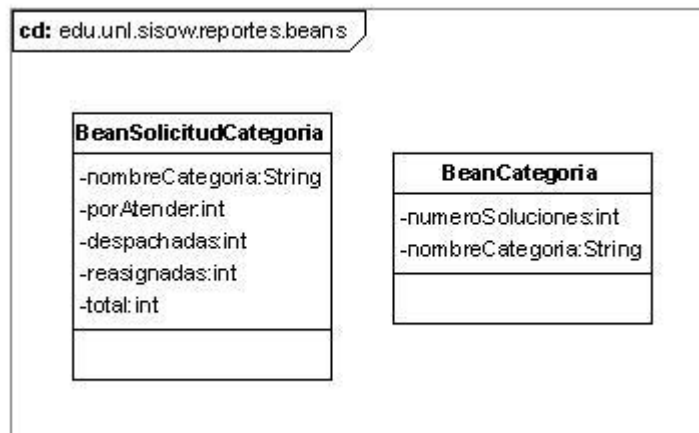 cd: edu.unl.sisow.reportes.beans
BeanSolicitudCategoria
-nombreCategoria:String
-porAtender:int
-despachadas:int
-reasignadas:int
-total:int
BeanCategoria
-numeroSoluciones:int
-nombreCategoria:String